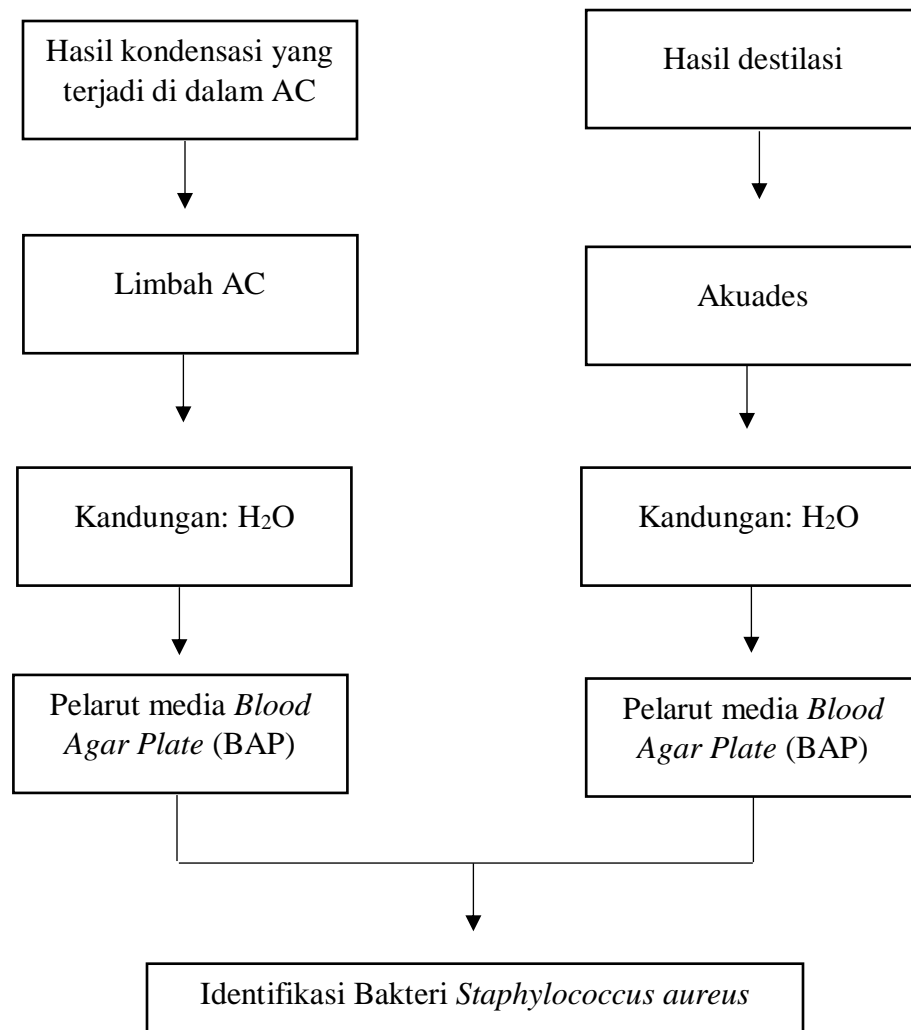 Hasil kondensasi yang
terjadi di dalam AC
Hasil destilasi
Limbah AC
Akuades
Kandungan: H₂O
Kandungan: H₂O
Pelarut media Blood
Agar Plate (BAP)
Pelarut media Blood
Agar Plate (BAP)
Identifikasi Bakteri Staphylococcus aureus